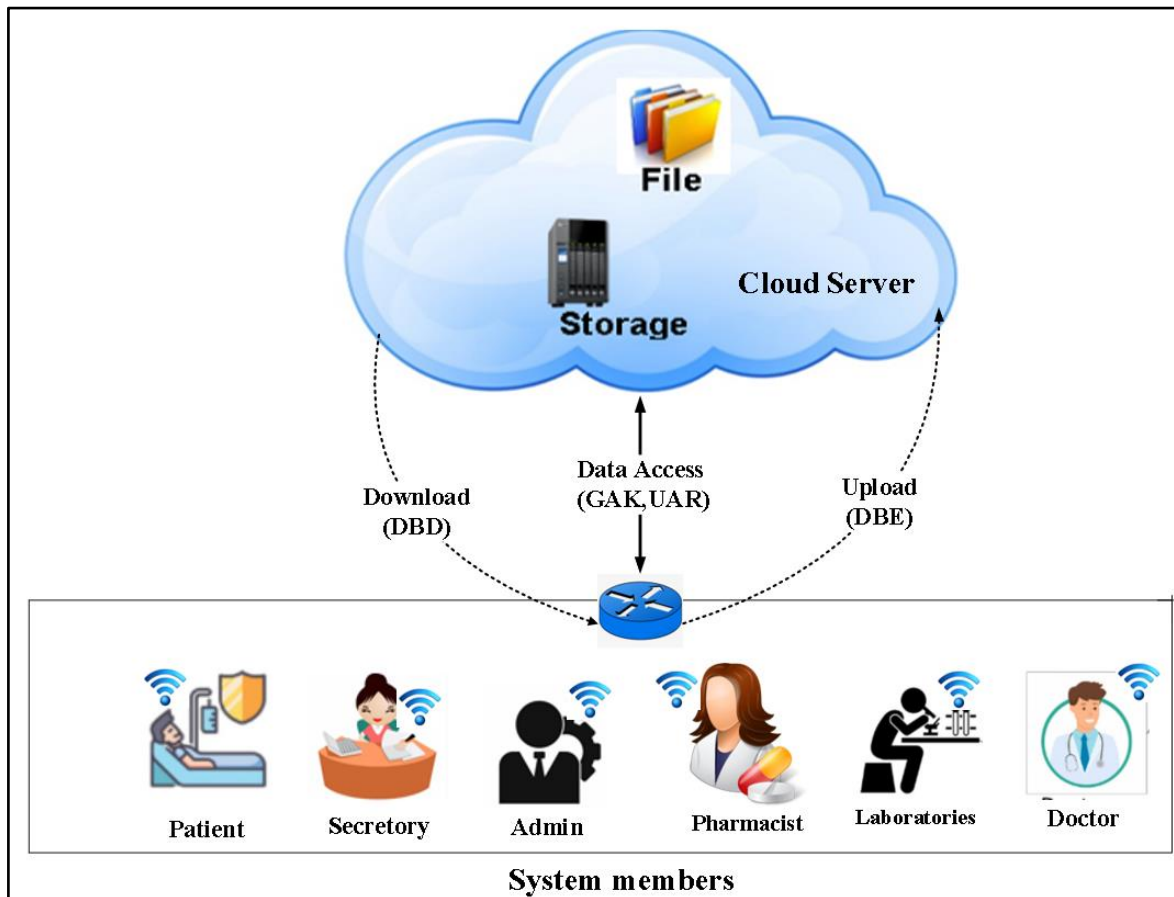 File
Storage
Cloud Server
Data Access
(GAK,UAR)
Download
(DBD)
Upload
(DBE)
Patient
Secretory
Admin
Pharmacist
Laboratories
Doctor
System members